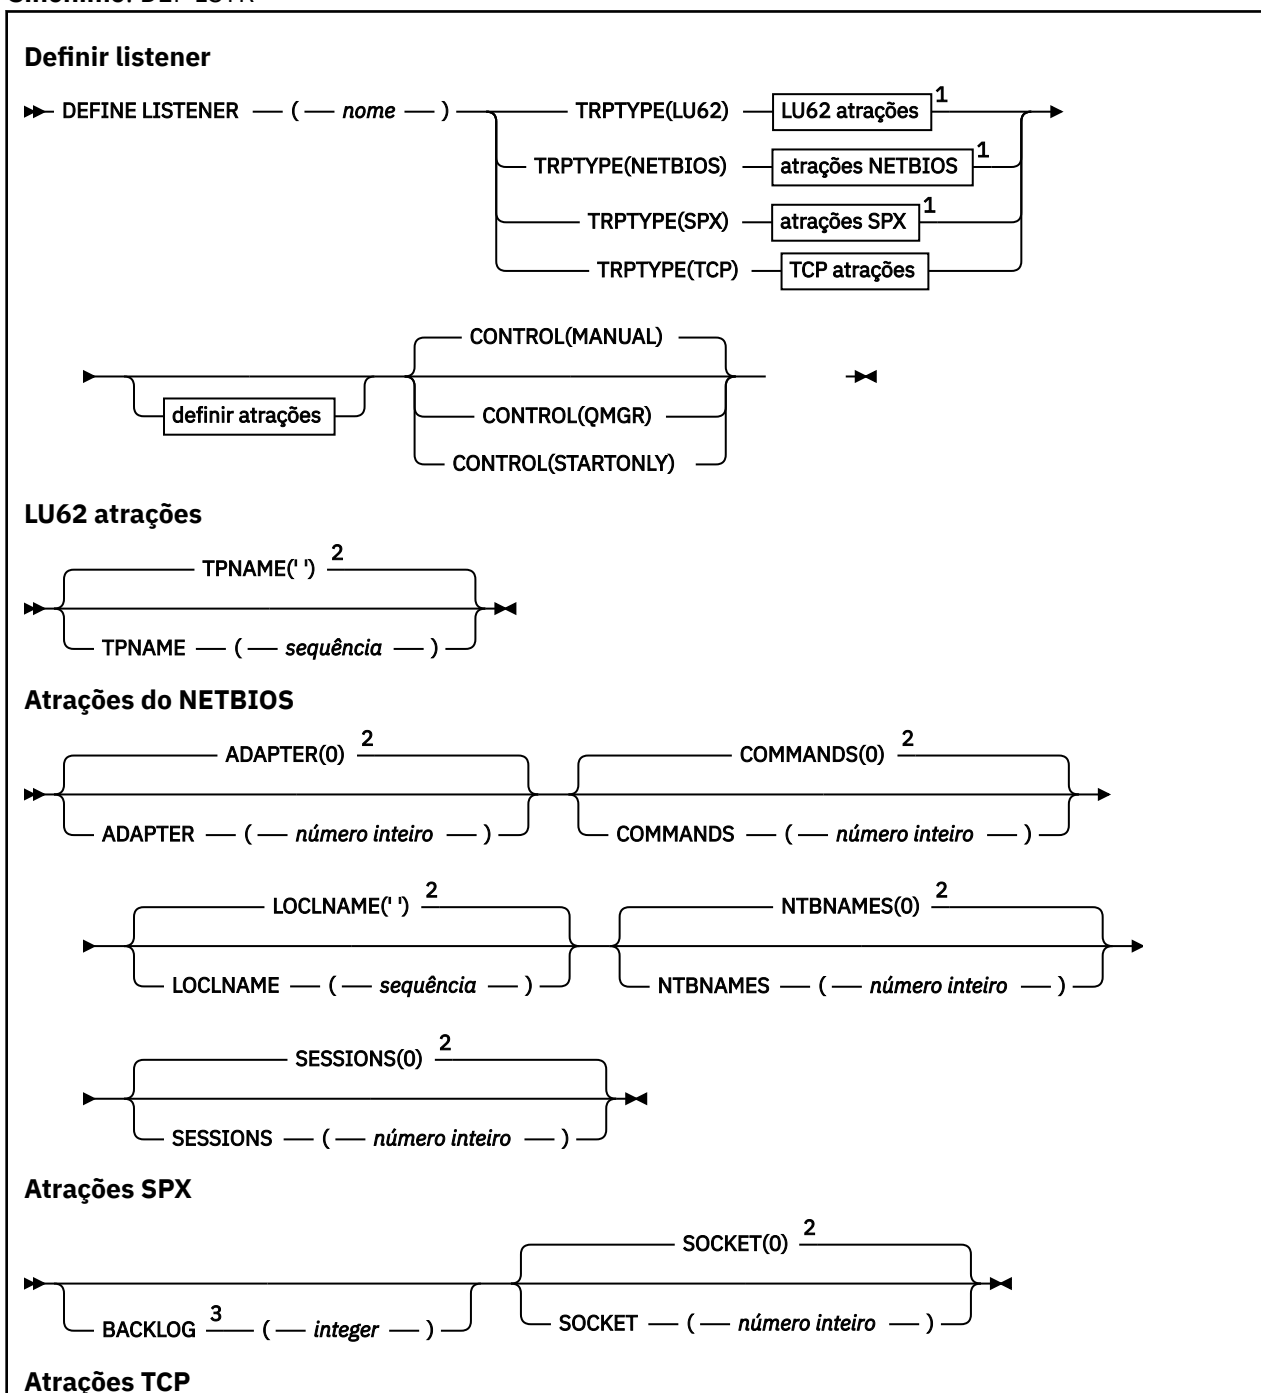 Sinônimo: DEF LSTR
Definir listener
DEFINE LISTENER ( nome ) TRPTYPE(LU62) LU62 atrações 1
TRPTYPE(NETBIOS) atrações NETBIOS 1
TRPTYPE(SPX) atrações SPX 1
TRPTYPE(TCP) TCP atrações
CONTROL(MANUAL)
definir atrações CONTROL(QMGR)
CONTROL(STARTONLY)
LU62 atrações
TPNAME(' ') 2
TPNAME ( sequência )
Atrações do NETBIOS
ADAPTER(0) 2 COMMANDS(0) 2
ADAPTER ( número inteiro ) COMMANDS ( número inteiro )
LOCLNAME(' ') 2 NTBNAMES(0) 2
LOCLNAME ( sequência ) NTBNAMES ( número inteiro )
SESSIONS(0) 2
SESSIONS ( número inteiro )
Atrações SPX
SOCKET(0) 2
BACKLOG 3 ( integer ) SOCKET ( número inteiro )
Atrações TCP